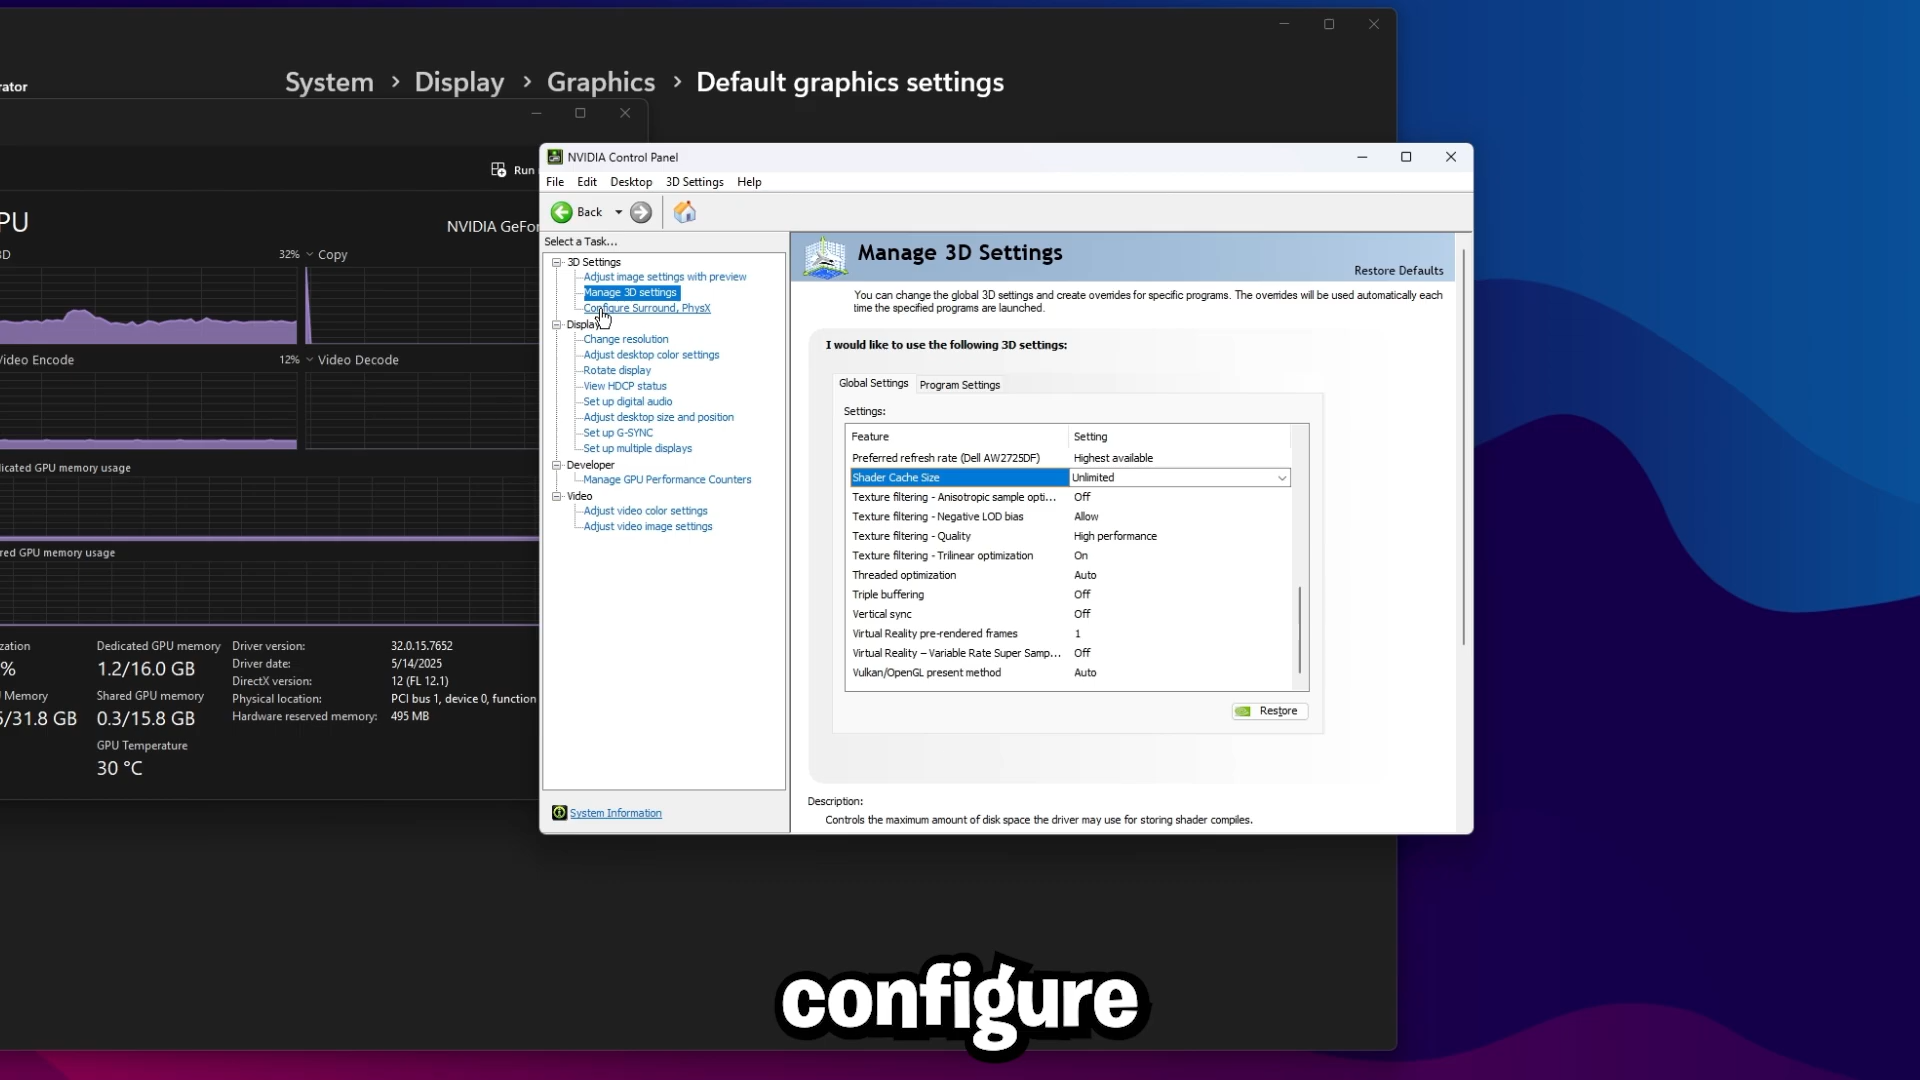 rator
System > Display > Graphics > Default graphics settings
Run
PU
NVIDIA GeFor
3D
32%
Copy
Video Encode
12%
Video Decode
licated GPU memory usage
red GPU memory usage
zation
%
Memory
5/31.8 GB
Dedicated GPU memory
1.2/16.0 GB
Shared GPU memory
0.3/15.8 GB
GPU Temperature
30 °C
Driver version: 32.0.15.7652
Driver date: 5/14/2025
DirectX version: 12 (FL 12.1)
Physical location: PCI bus 1, device 0, function
Hardware reserved memory: 495 MB
NVIDIA Control Panel
File Edit Desktop 3D Settings Help
Back
Select a Task...
3D Settings
Adjust image settings with preview
Manage 3D settings
Configure Surround, PhysX
Display
Change resolution
Adjust desktop color settings
Rotate display
View HDCP status
Set up digital audio
Adjust desktop size and position
Set up G-SYNC
Set up multiple displays
Developer
Manage GPU Performance Counters
Video
Adjust video color settings
Adjust video image settings
System Information
Manage 3D Settings
Restore Defaults
You can change the global 3D settings and create overrides for specific programs. The overrides will be used automatically each
time the specified programs are launched.
I would like to use the following 3D settings:
Global Settings Program Settings
Settings:
Feature Setting
Preferred refresh rate (Dell AW2725DF) Highest available
Shader Cache Size Unlimited
Texture filtering - Anisotropic sample opti... Off
Texture filtering - Negative LOD bias Allow
Texture filtering - Quality High performance
Texture filtering - Trilinear optimization On
Threaded optimization Auto
Triple buffering Off
Vertical sync Off
Virtual Reality pre-rendered frames 1
Virtual Reality – Variable Rate Super Samp... Off
Vulkan/OpenGL present method Auto
Restore
Description:
Controls the maximum amount of disk space the driver may use for storing shader compiles.
configure